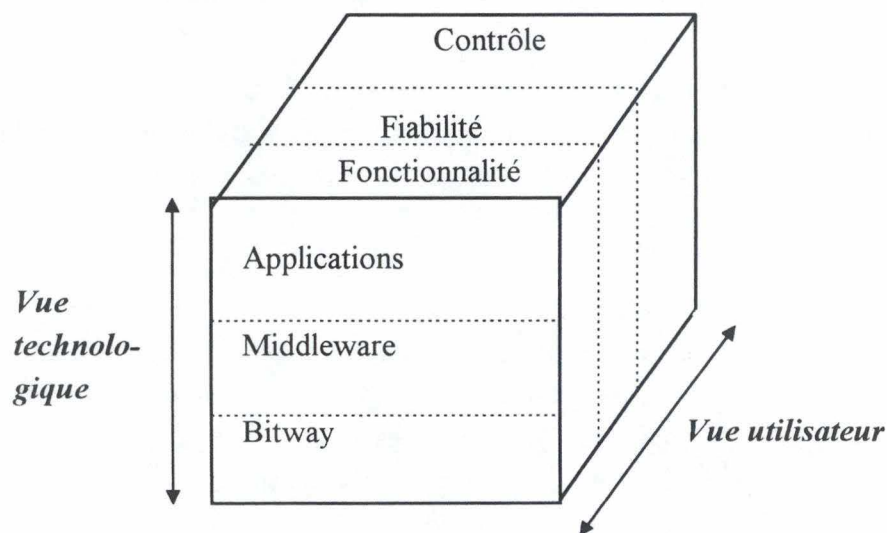 Contrôle
Fiabilité
Fonctionnalité
Applications
Middleware
Bitway
Vue
technolo-
gique
Vue utilisateur